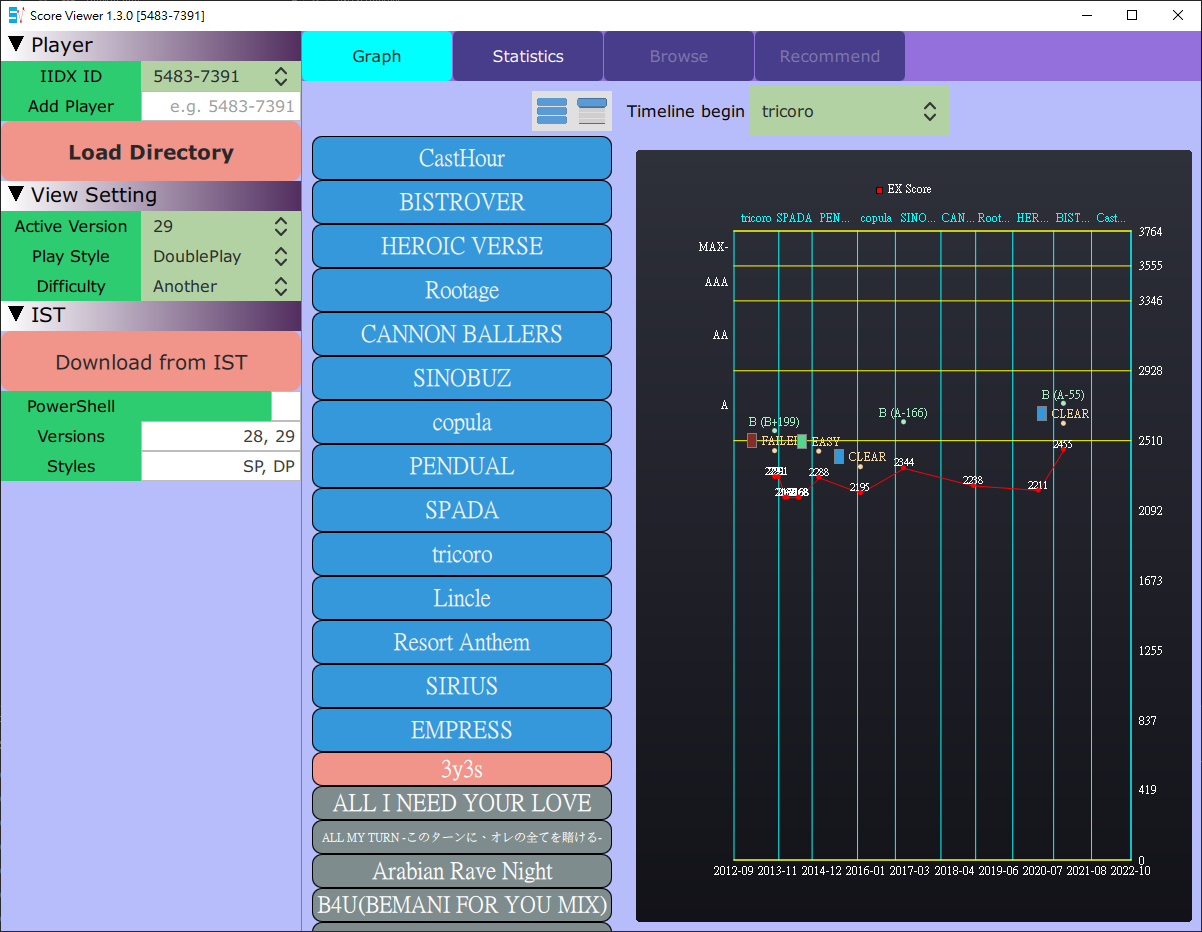 Score Viewer 1.3.0 [5483-7391]
Player
IIDX ID 5483-7391
Add Player e.g. 5483-7391
Load Directory
View Setting
Active Version 29
Play Style DoublePlay
Difficulty Another
IST
Download from IST
PowerShell
Versions 28, 29
Styles SP, DP
Graph Statistics Browse Recommend
Timeline begin tricoro
CastHour
BISTROVER
HEROIC VERSE
Rootage
CANNON BALLERS
SINOBUZ
copula
PENDUAL
SPADA
tricoro
Lincle
Resort Anthem
SIRIUS
EMPRESS
3y3s
ALL I NEED YOUR LOVE
ALL MY TURN -このターンに、オレの全てを賭ける-
Arabian Rave Night
B4U(BEMANI FOR YOU MIX)
EX Score
tricoro SPADA PEN... copula SINO... CAN... Root... HER... BIST... Cast...
3764
MAX-
3555
AAA
3346
AA
2928
B (A-55)
A
CLEAR
B (A-166)
B (B+199)
FAILED EASY
2510
2455
CLEAR
2344
2288
2238
2195
2211
2092
1673
1255
837
419
0
2012-09 2013-11 2014-12 2016-01 2017-03 2018-04 2019-06 2020-07 2021-08 2022-10